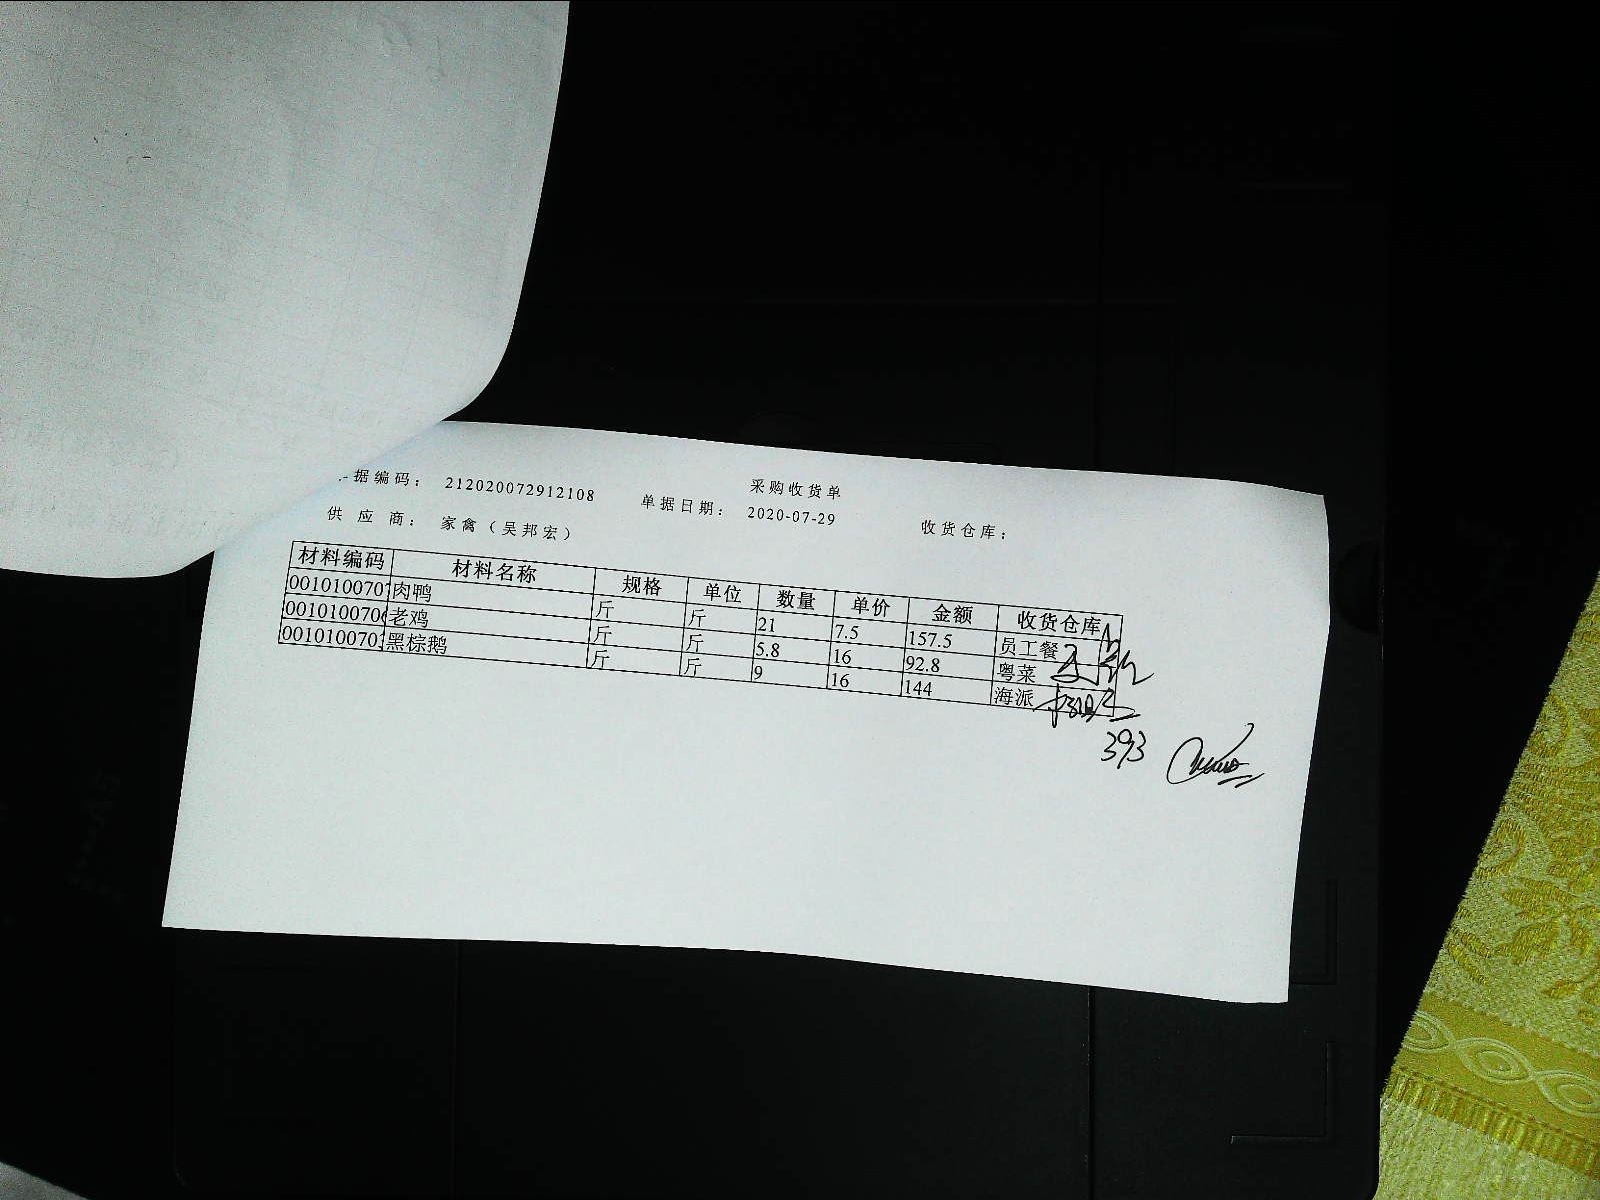 采购收货单
据编码： 212020072912108 单据日期： 2020-07-29 收货仓库：
供应商： 家禽（吴邦宏）
材料编码 材料名称 规格 单位 数量 单价 金额 收货仓库
001010070 肉鸭 斤 斤 21 7.5 157.5 员工餐
001010070 老鸡 斤 斤 5.8 16 92.8 粤菜
001010070 黑棕鹅 斤 斤 9 16 144 海派
393